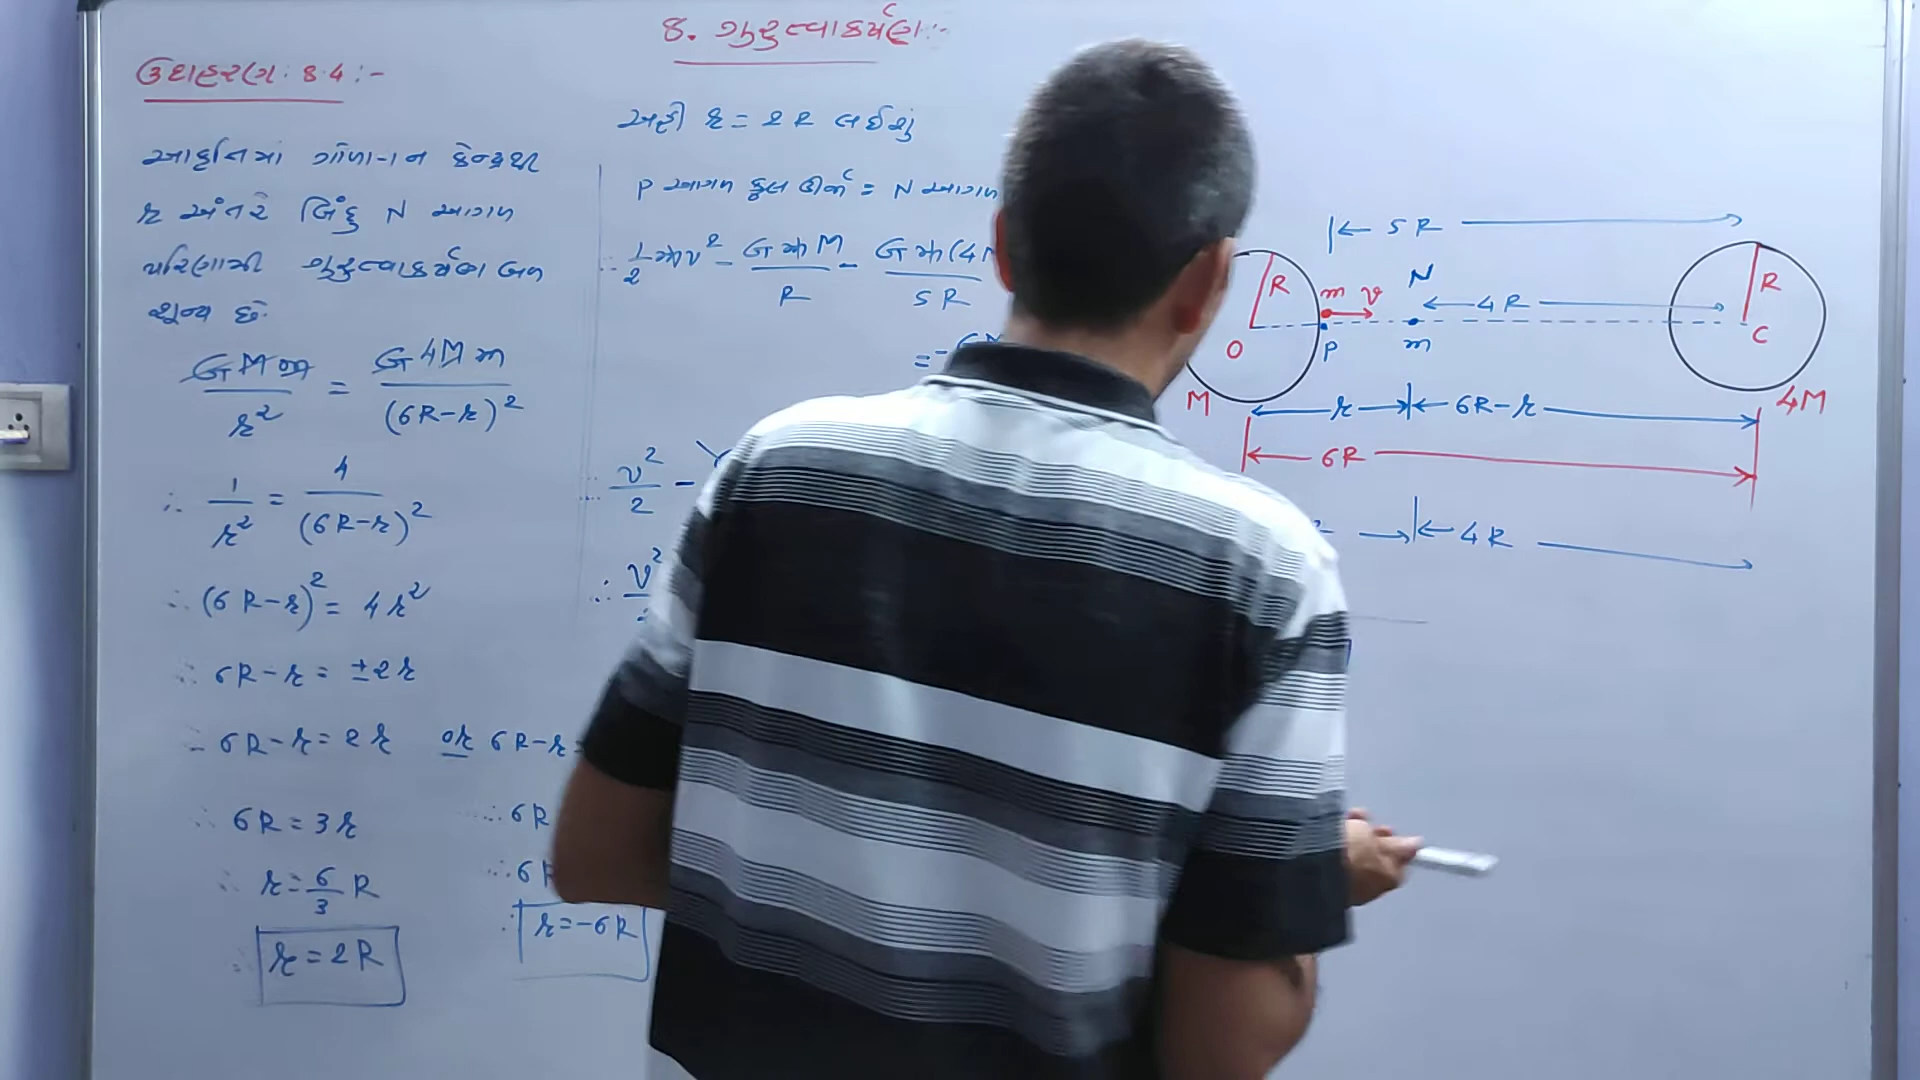 8. ગુરુત્વાકર્ષણ:-
ઉદાહરણ: 8.4 :-
આકૃતિમાં ગોળાના કેન્દ્રથી
r અંતરે બિંદુ N આગળ
પરિણામી ગુરુત્વાકર્ષણ બળ
શૂન્ય છે.
GMm/r² = G4Mm/(6R-r)²
∴ 1/r² = 4/(6R-r)²
∴ (6R-r)² = 4r²
∴ 6R-r = ±2r
∴ 6R-r = 2r or 6R-r =
∴ 6R = 3r ∴ 6R
∴ r = 6/3 R ∴ 6R
∴ r = 2R ∴ r = -6R
અહીં r = 2R લઈશું
P આગળ કુલ ઊર્જા = N આગળ
∴ 1/2 mv² - GmM/R - Gm(4M
5R
= -GM
∴ v²/2 -
∴ v²
5R
R m v N 4R R
O P m C
M r 6R-r 4M
6R
4R